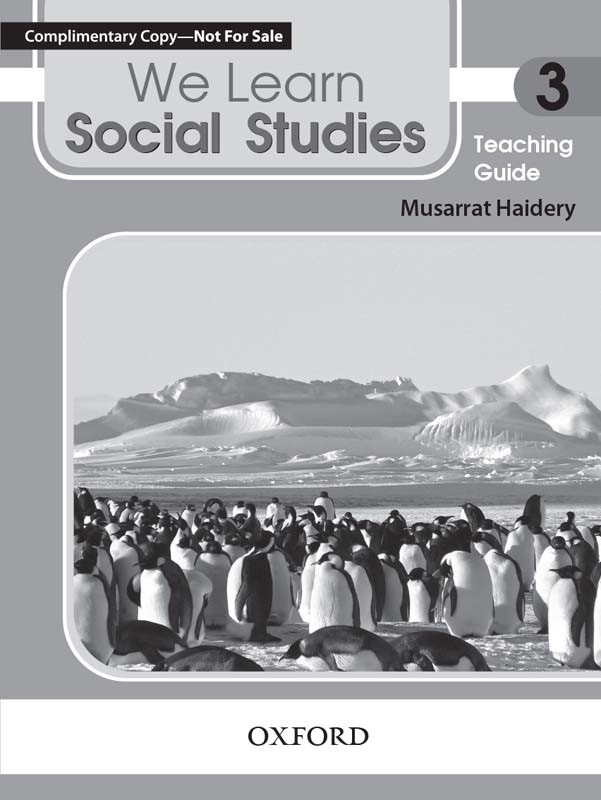 Complimentary Copy—Not For Sale
We Learn
Social Studies
3
Teaching
Guide
Musarrat Haidery
OXFORD